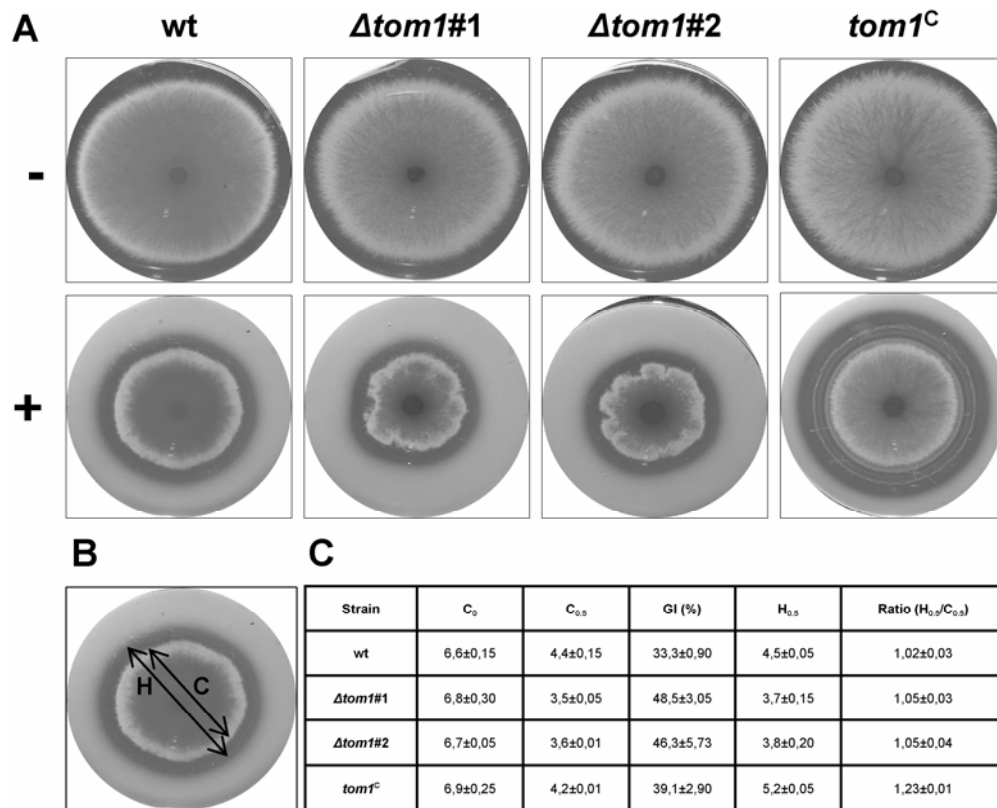 A wt Δtom1#1 Δtom1#2 tom1ᶜ
-
+
B C
H C
Strain C₀ C₀.₅ GI (%) H₀.₅ Ratio (H₀.₅/C₀.₅)
wt 6,6±0,15 4,4±0,15 33,3±0,90 4,5±0,05 1,02±0,03
Δtom1#1 6,8±0,30 3,5±0,05 48,5±3,05 3,7±0,15 1,05±0,03
Δtom1#2 6,7±0,05 3,6±0,01 46,3±5,73 3,8±0,20 1,05±0,04
tom1ᶜ 6,9±0,25 4,2±0,01 39,1±2,90 5,2±0,05 1,23±0,01